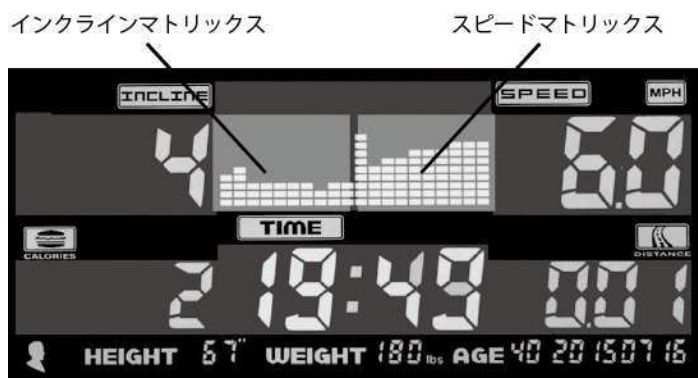 インクラインマトリックス スピードマトリックス
INCLINE SPEED MPH
4 6.0
TIME
CALORIES DISTANCE
2 19:49 0.01
HEIGHT 67" WEIGHT 180 lbs AGE 40 20150716